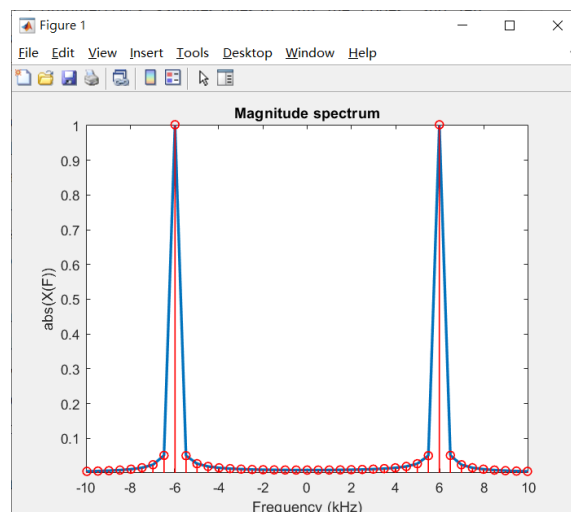 Figure 1
File Edit View Insert Tools Desktop Window Help
Magnitude spectrum
1
0.9
0.8
0.7
0.6
0.5
0.4
0.3
0.2
0.1
abs(X(F))
-10 -8 -6 -4 -2 0 2 4 6 8 10
Frequency (kHz)